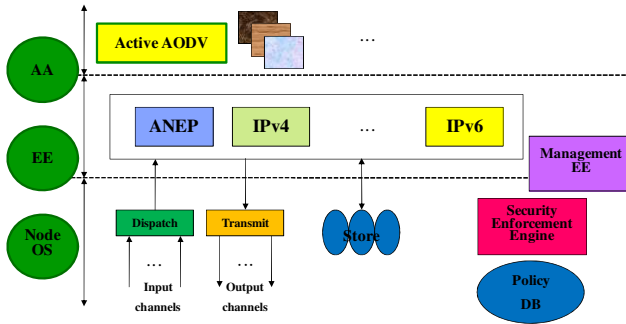 Active AODV
...
AA
ANEP
IPv4
...
IPv6
EE
Management
EE
Dispatch
Transmit
Store
Security
Enforcement
Engine
Node
OS
...
...
Input
channels
Output
channels
Policy
DB